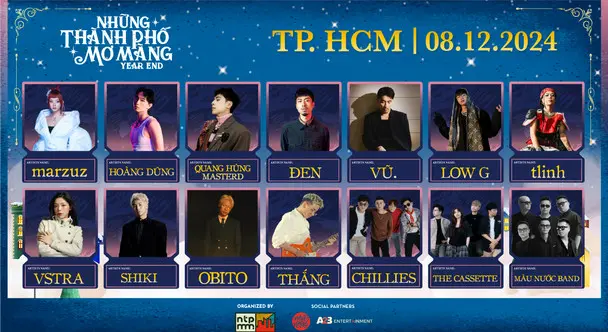 NHỮNG
THÀNH PHỐ
MƠ MÀNG
YEAR END
TP. HCM | 08.12.2024
ARTIST'S NAME:
marzuz
ARTIST'S NAME:
HOÀNG DŨNG
ARTIST'S NAME:
QUANG HÙNG
MASTERD
ARTIST'S NAME:
ĐEN
ARTIST'S NAME:
VŨ.
ARTIST'S NAME:
LOW G
ARTIST'S NAME:
tlinh
ARTIST'S NAME:
VSTRA
ARTIST'S NAME:
SHIKI
ARTIST'S NAME:
OBITO
ARTIST'S NAME:
THẮNG
ARTIST'S NAME:
CHILLIES
ARTIST'S NAME:
THE CASSETTE
ARTIST'S NAME:
MÀU NƯỚC BAND
ORGANIZED BY
SOCIAL PARTNERS
ntp
mm
ENTERTAINMENT